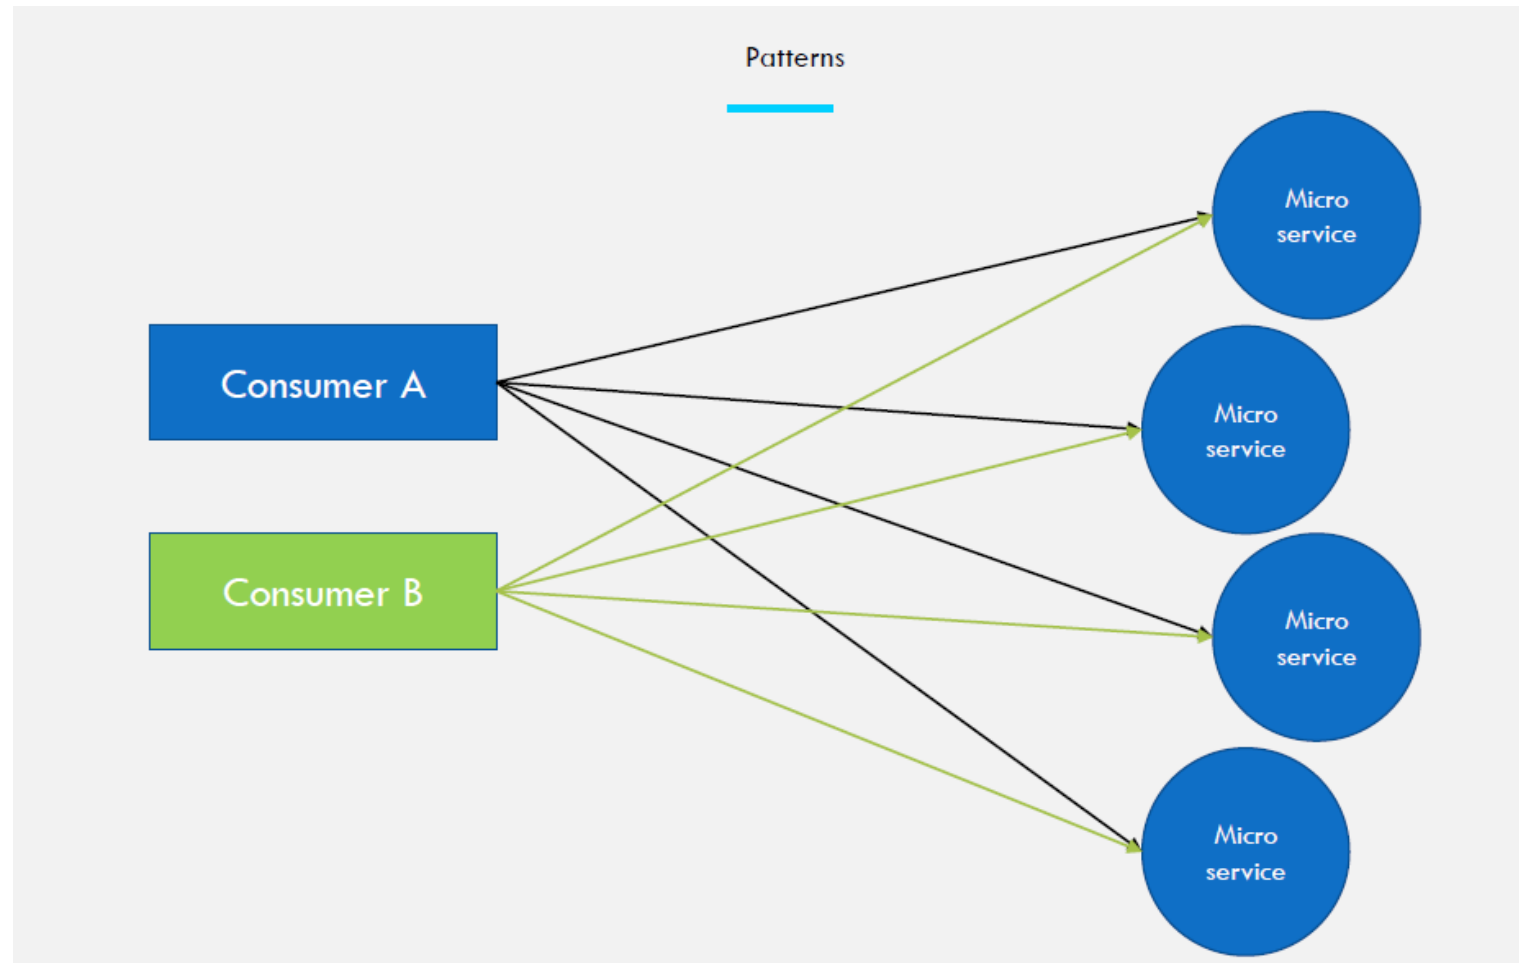 Patterns
Micro
service
Consumer A
Micro
service
Consumer B
Micro
service
Micro
service